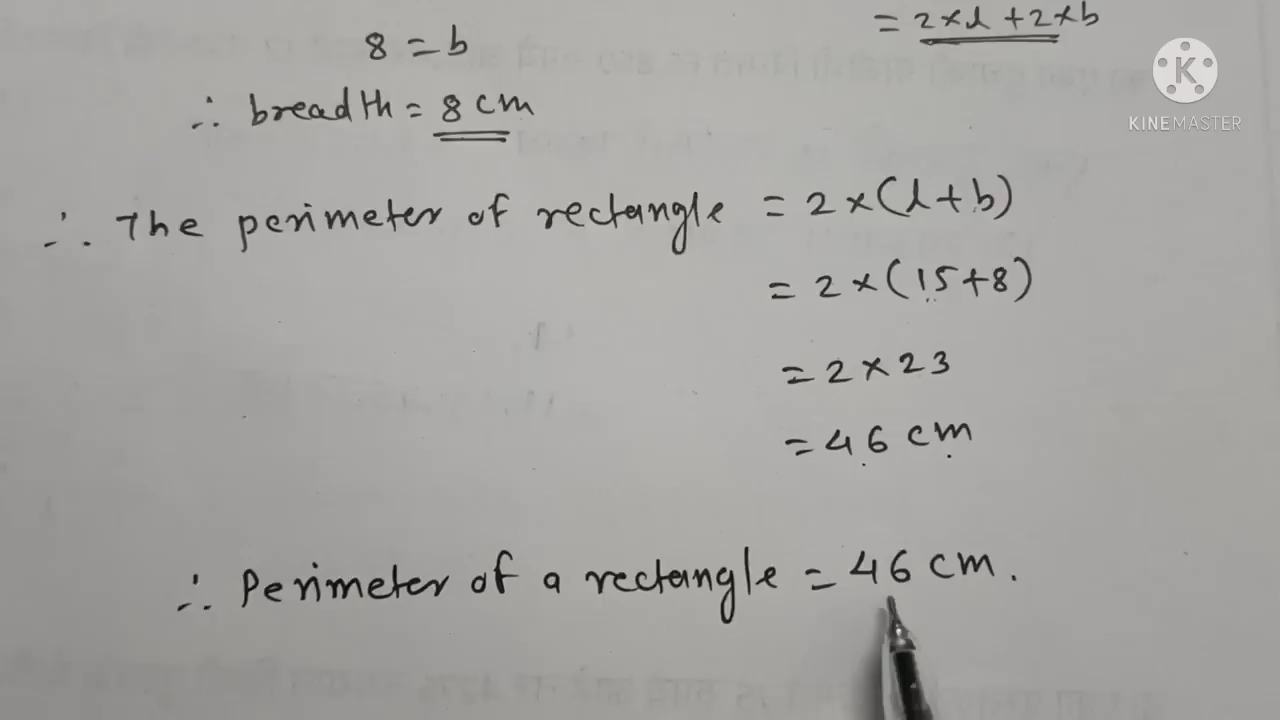 = 2×l+2×b
8 = b
∴ breadth = 8 cm
KINEMASTER
∴ The perimeter of rectangle = 2×(l+b)
= 2×(15+8)
= 2×23
= 46 cm
∴ Perimeter of a rectangle = 46 cm.